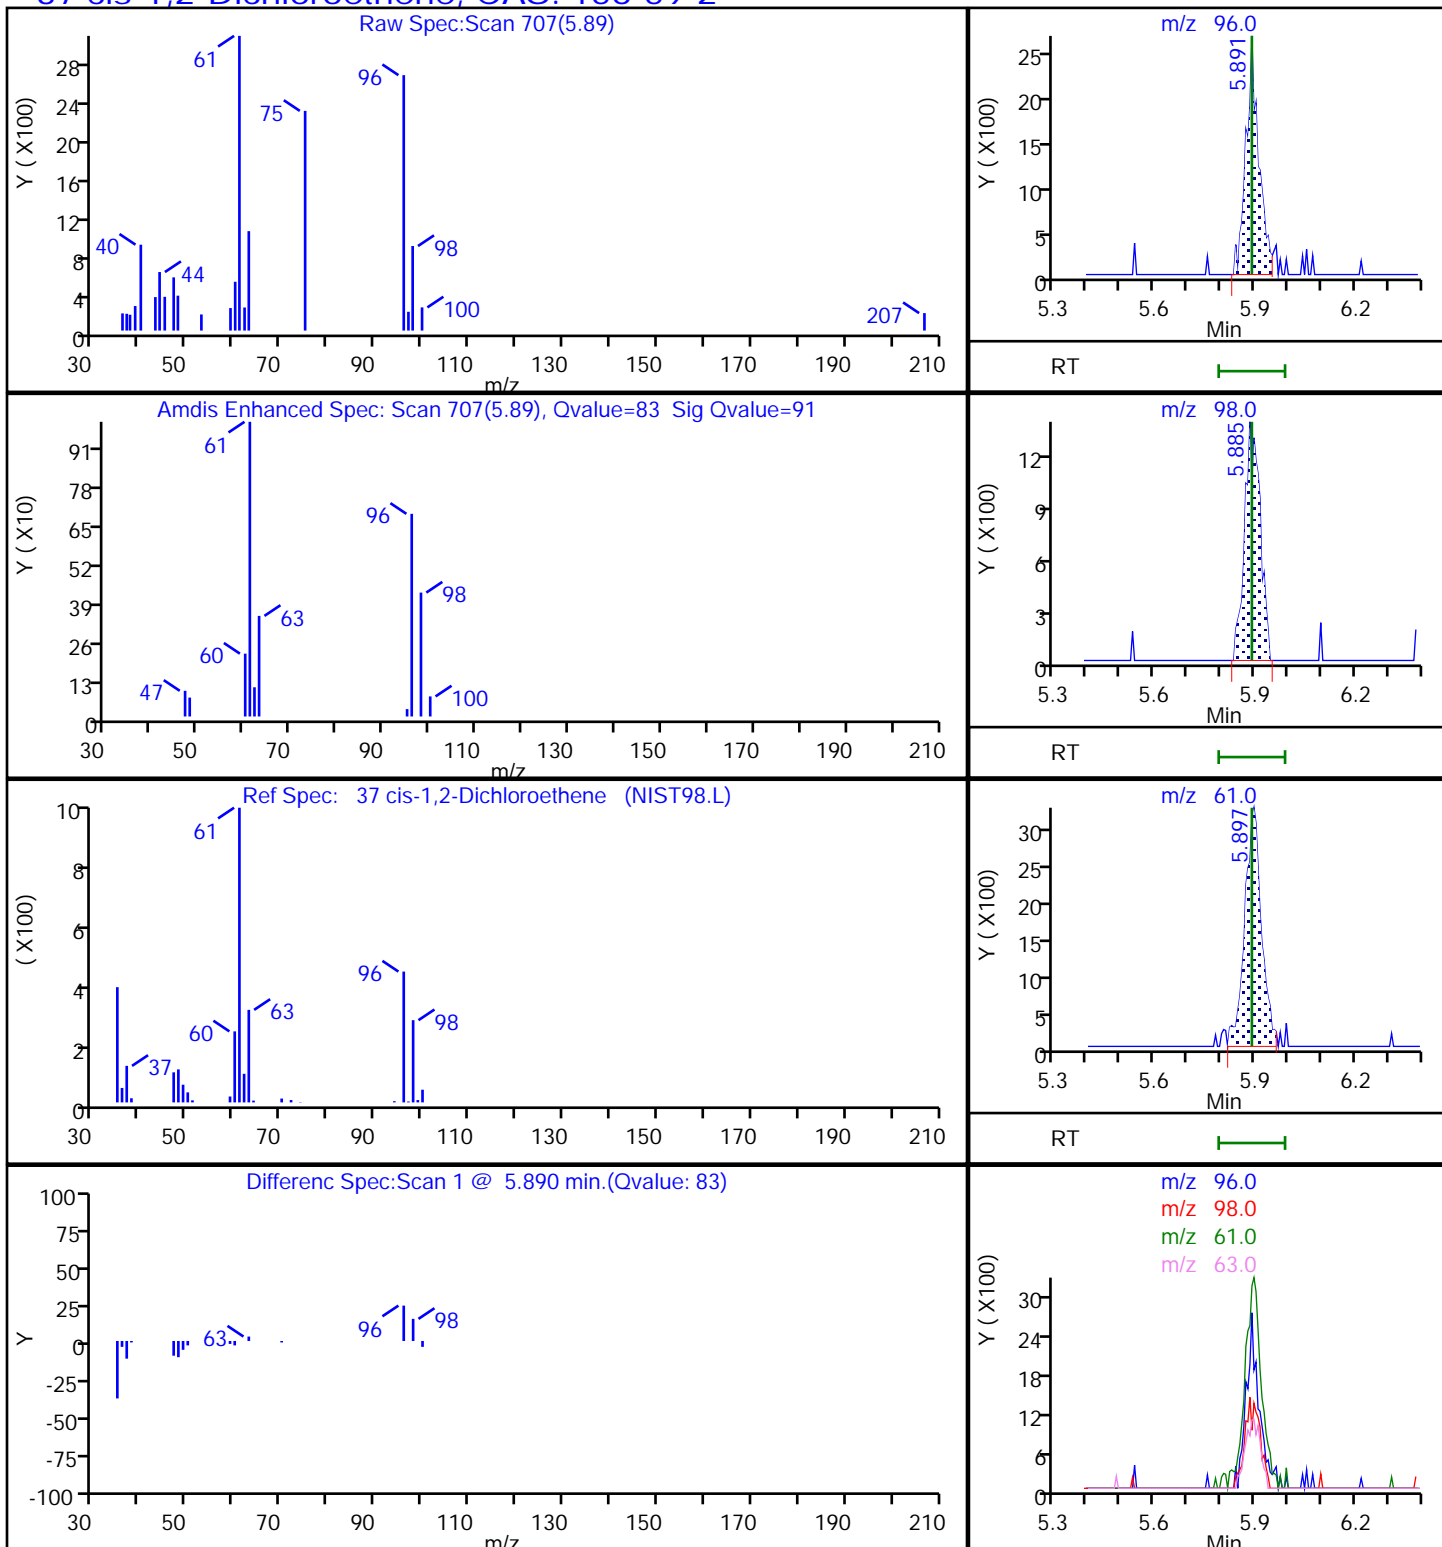 37 cis-1,2-Dichloroethene, CAS: 156-59-2
Raw Spec:Scan 707(5.89)
Y ( X100)
28
24
20
16
12
8
4
0
61
96
75
40
44
98
100
207
30 50 70 90 110 130 150 170 190 210
m/z
m/z 96.0
Y ( X100)
25
20
15
10
5
0
5.891
5.3 5.6 5.9 6.2
Min
RT
Amdis Enhanced Spec: Scan 707(5.89), Qvalue=83 Sig Qvalue=91
Y ( X10)
91
78
65
52
39
26
13
0
61
96
98
63
60
47
100
30 50 70 90 110 130 150 170 190 210
m/z
m/z 98.0
Y ( X100)
12
9
6
3
0
5.885
5.3 5.6 5.9 6.2
Min
RT
Ref Spec: 37 cis-1,2-Dichloroethene (NIST98.L)
( X100)
10
8
6
4
2
0
61
96
63
60
98
37
30 50 70 90 110 130 150 170 190 210
m/z 61.0
Y ( X100)
30
25
20
15
10
5
0
5.897
5.3 5.6 5.9 6.2
Min
RT
Differenc Spec:Scan 1 @ 5.890 min.(Qvalue: 83)
Y
100
75
50
25
0
-25
-50
-75
-100
63
96
98
30 50 70 90 110 130 150 170 190 210
m/z
m/z 96.0
m/z 98.0
m/z 61.0
m/z 63.0
Y ( X100)
30
24
18
12
6
0
5.3 5.6 5.9 6.2
Min